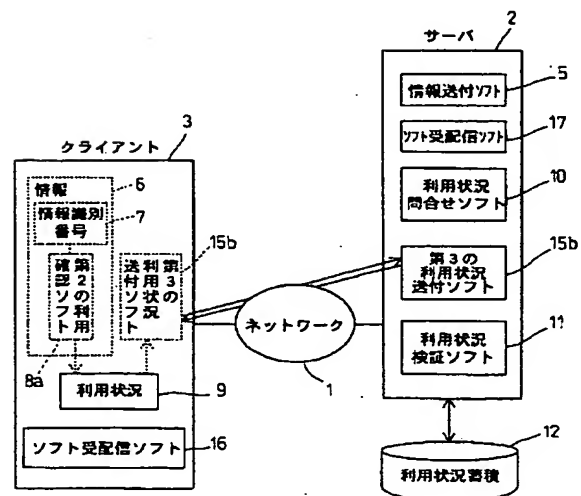 サーバ
2
情報送付ソフト
5
ソフト受配信ソフト
17
利用状況
問合せソフト
10
第3の
利用状況
送付ソフト
15b
利用状況
検証ソフト
11
利用状況蓄積
12
ネットワーク
1
クライアント
3
情報
6
情報識別
番号
7
第2の利用
確認ソフト
8a
第3の
利用状況
送付ソフト
15b
利用状況
9
ソフト受配信ソフト
16